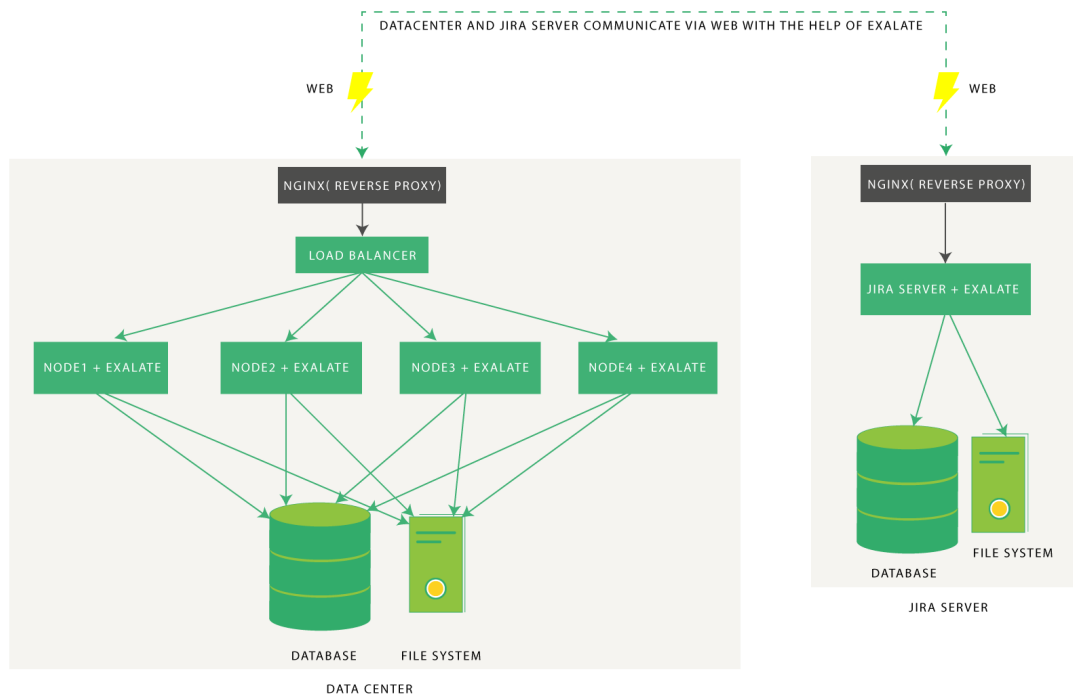 DATACENTER AND JIRA SERVER COMMUNICATE VIA WEB WITH THE HELP OF EXALATE
WEB
WEB
NGINX( REVERSE PROXY)
LOAD BALANCER
NODE1 + EXALATE
NODE2 + EXALATE
NODE3 + EXALATE
NODE4 + EXALATE
DATABASE
FILE SYSTEM
DATA CENTER
NGINX( REVERSE PROXY)
JIRA SERVER + EXALATE
DATABASE
FILE SYSTEM
JIRA SERVER